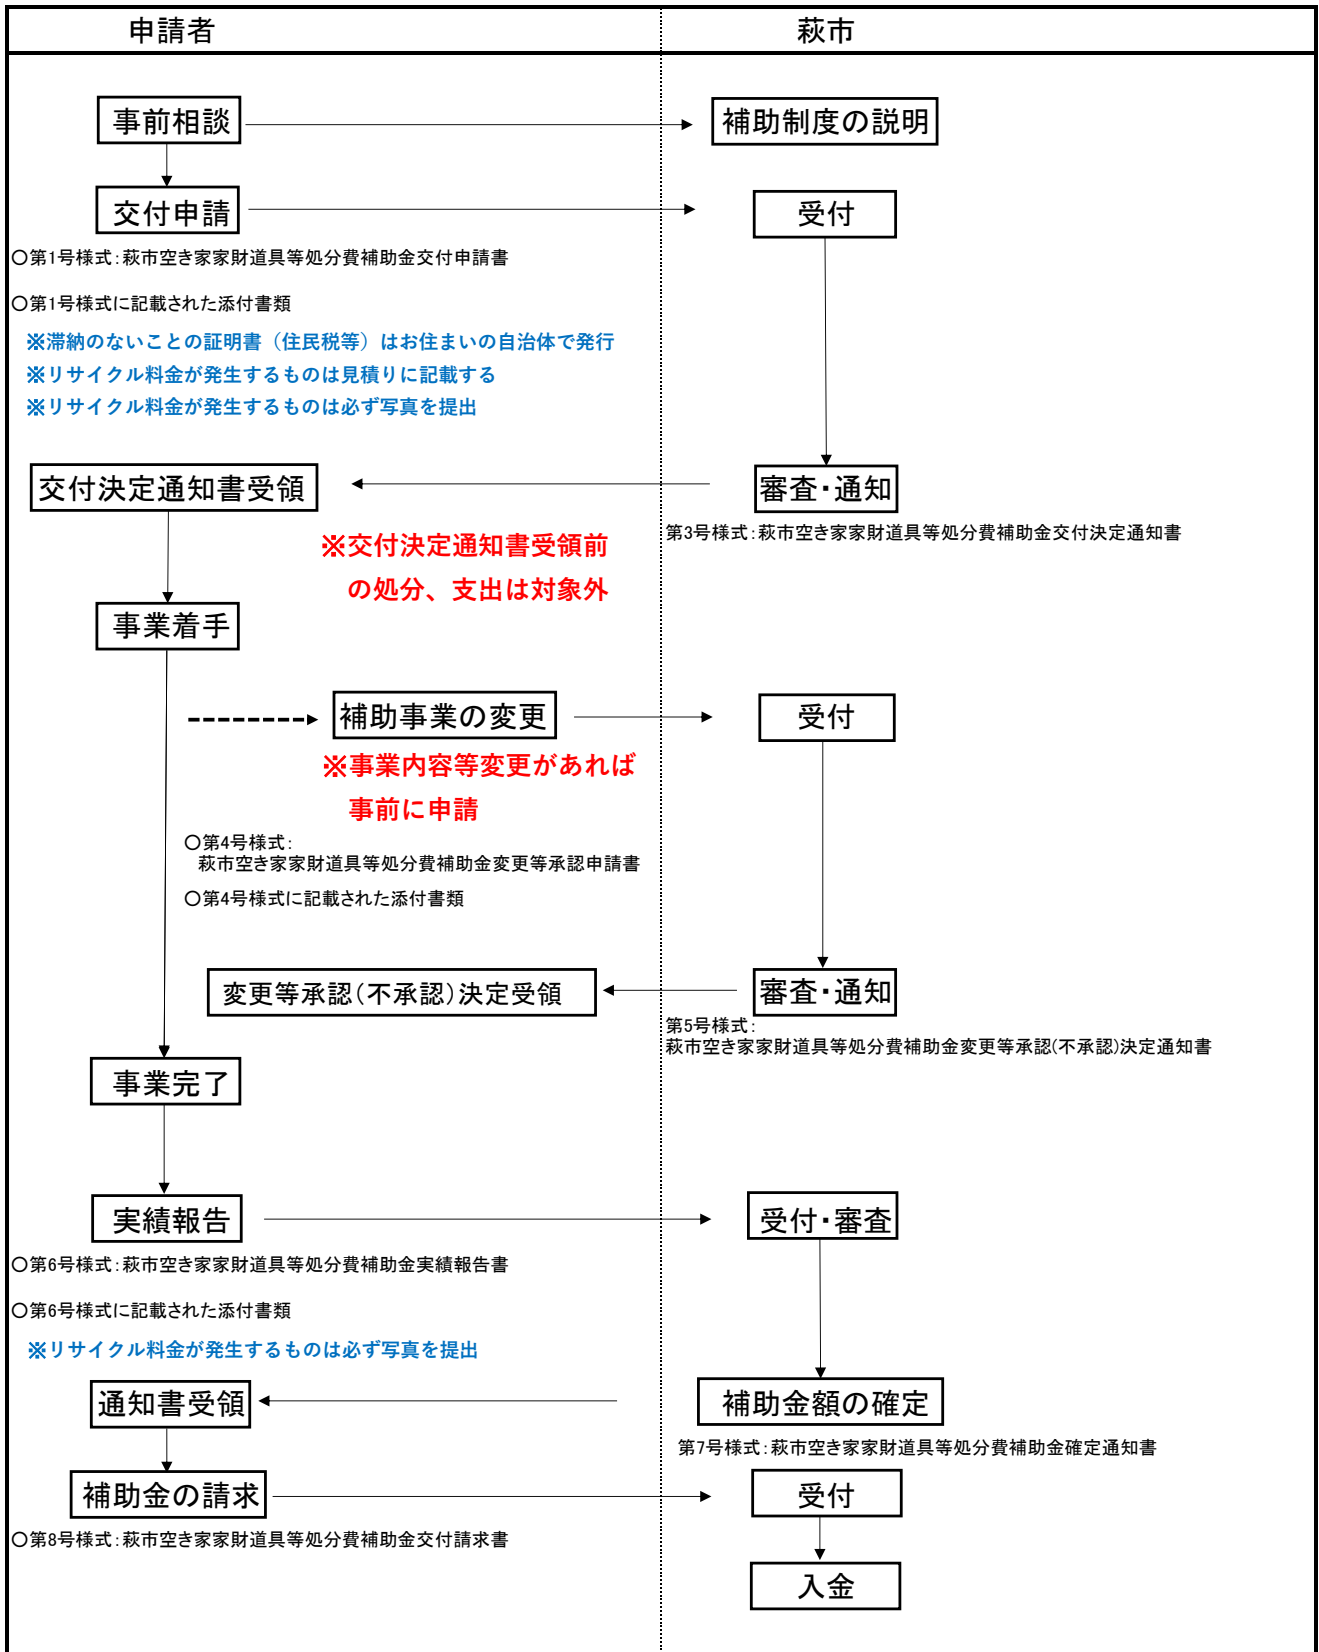 申請者
萩市
事前相談
補助制度の説明
交付申請
受付
〇第1号様式：萩市空き家家財道具等処分費補助金交付申請書
〇第1号様式に記載された添付書類
※滞納のないことの証明書（住民税等）はお住まいの自治体で発行
※リサイクル料金が発生するものは見積りに記載する
※リサイクル料金が発生するものは必ず写真を提出
交付決定通知書受領
審査・通知
第3号様式：萩市空き家家財道具等処分費補助金交付決定通知書
※交付決定通知書受領前
の処分、支出は対象外
事業着手
補助事業の変更
受付
※事業内容等変更があれば
事前に申請
〇第4号様式：
萩市空き家家財道具等処分費補助金変更等承認申請書
〇第4号様式に記載された添付書類
変更等承認（不承認）決定受領
審査・通知
第5号様式：
萩市空き家家財道具等処分費補助金変更等承認(不承認)決定通知書
事業完了
実績報告
受付・審査
〇第6号様式：萩市空き家家財道具等処分費補助金実績報告書
〇第6号様式に記載された添付書類
※リサイクル料金が発生するものは必ず写真を提出
通知書受領
補助金額の確定
第7号様式：萩市空き家家財道具等処分費補助金確定通知書
補助金の請求
受付
〇第8号様式：萩市空き家家財道具等処分費補助金交付請求書
入金